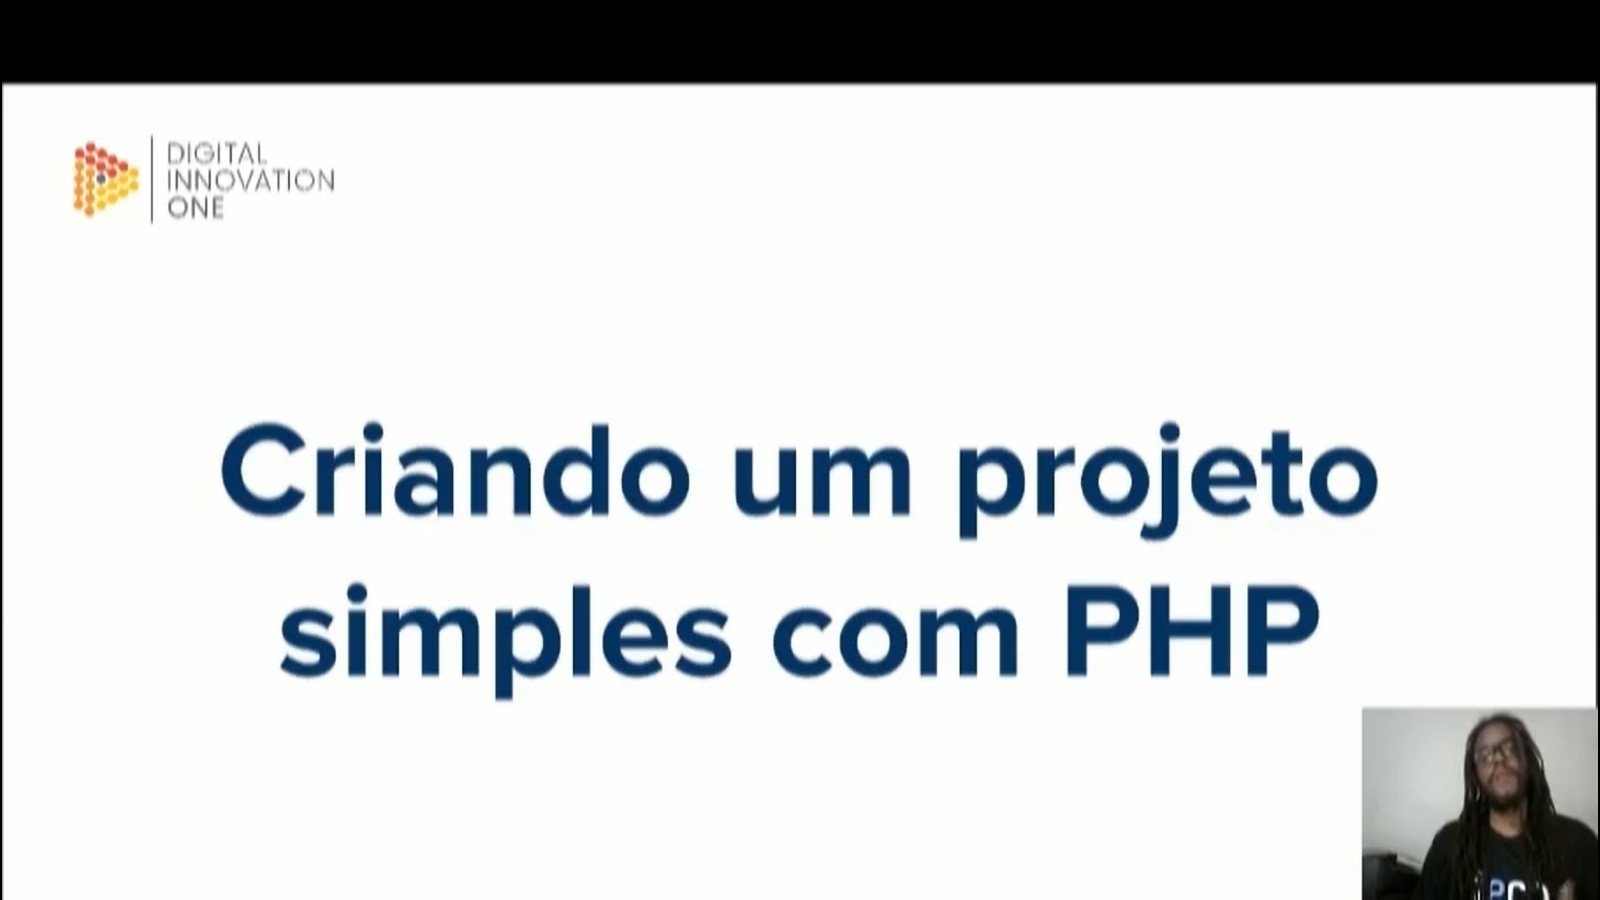 DIGITAL
INNOVATION
ONE
Criando um projeto
simples com PHP